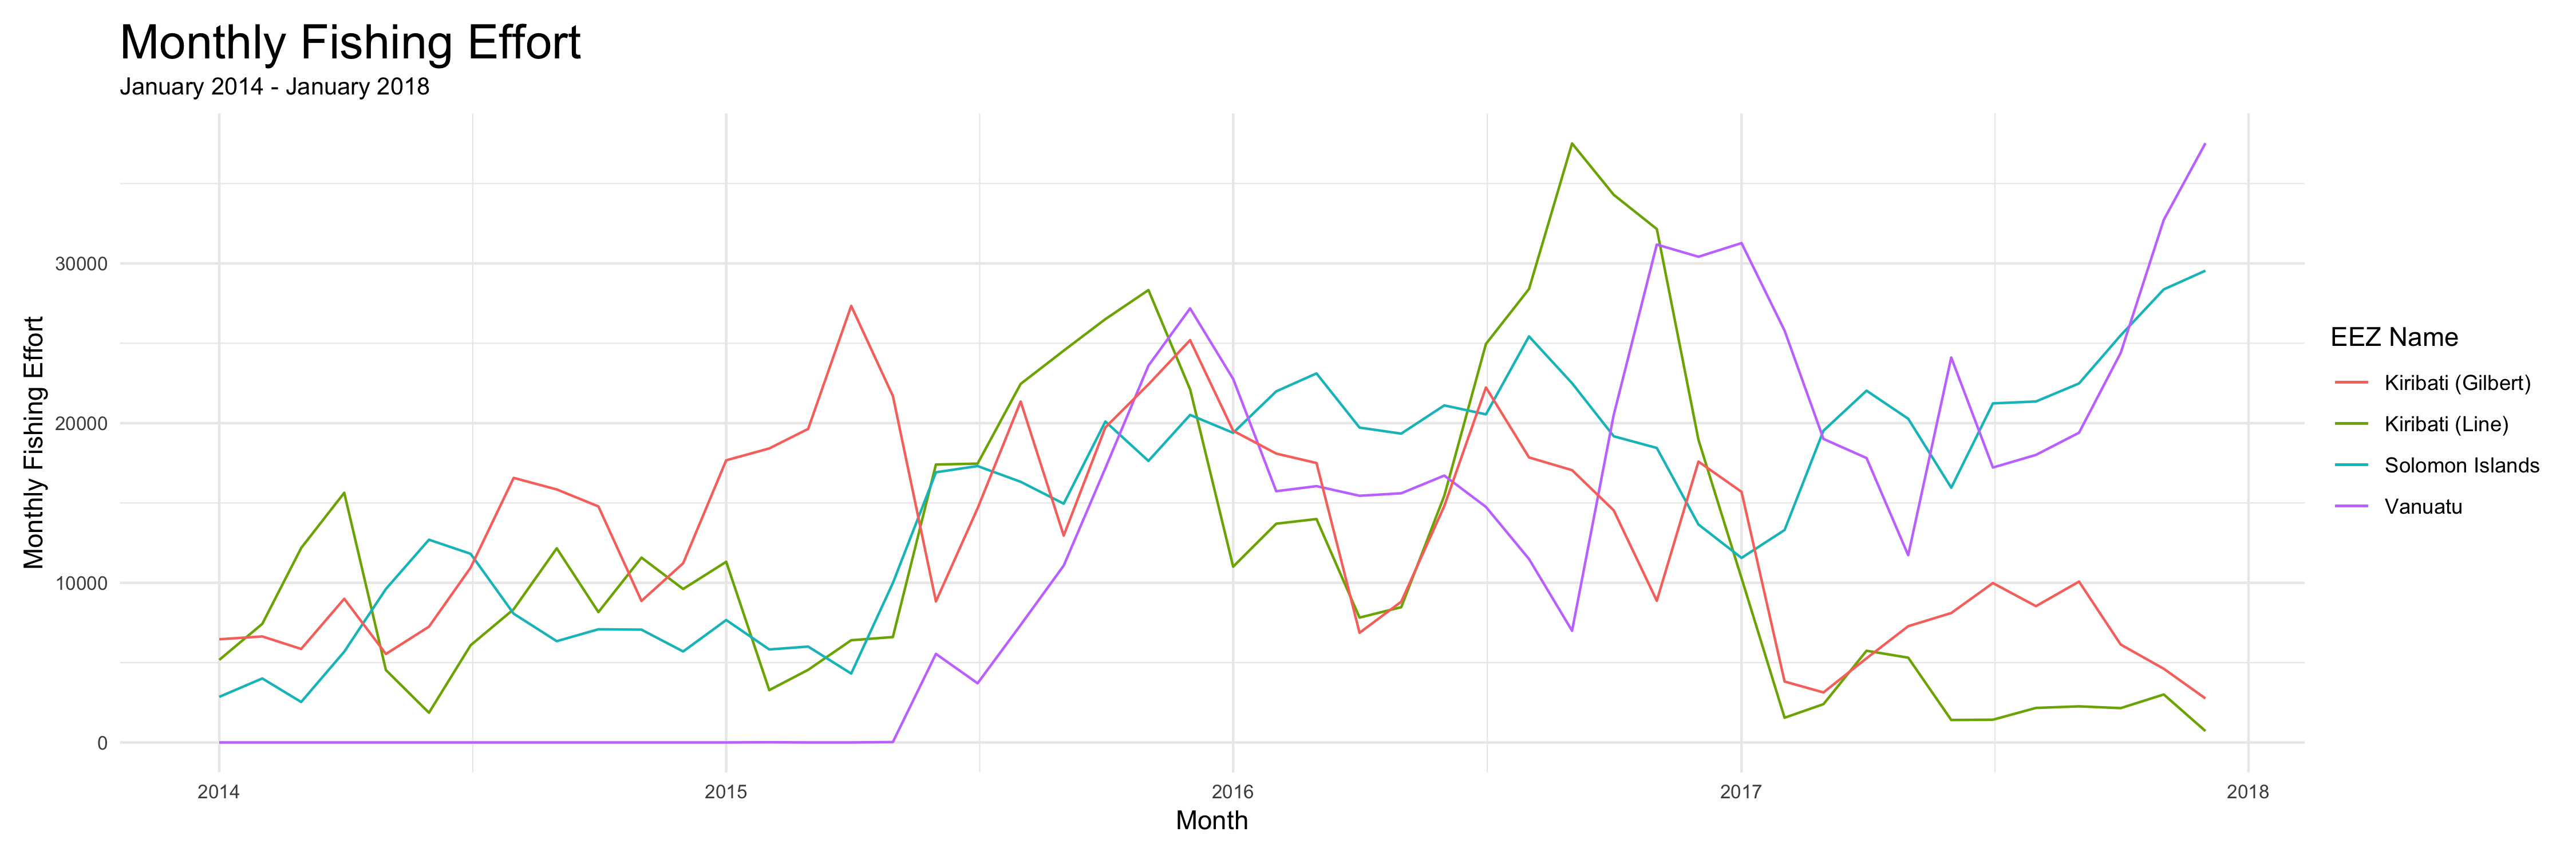 Monthly Fishing Effort
January 2014 - January 2018
Monthly Fishing Effort
30000
20000
10000
0
2014 2015 2016 2017 2018
Month
EEZ Name
Kiribati (Gilbert)
Kiribati (Line)
Solomon Islands
Vanuatu